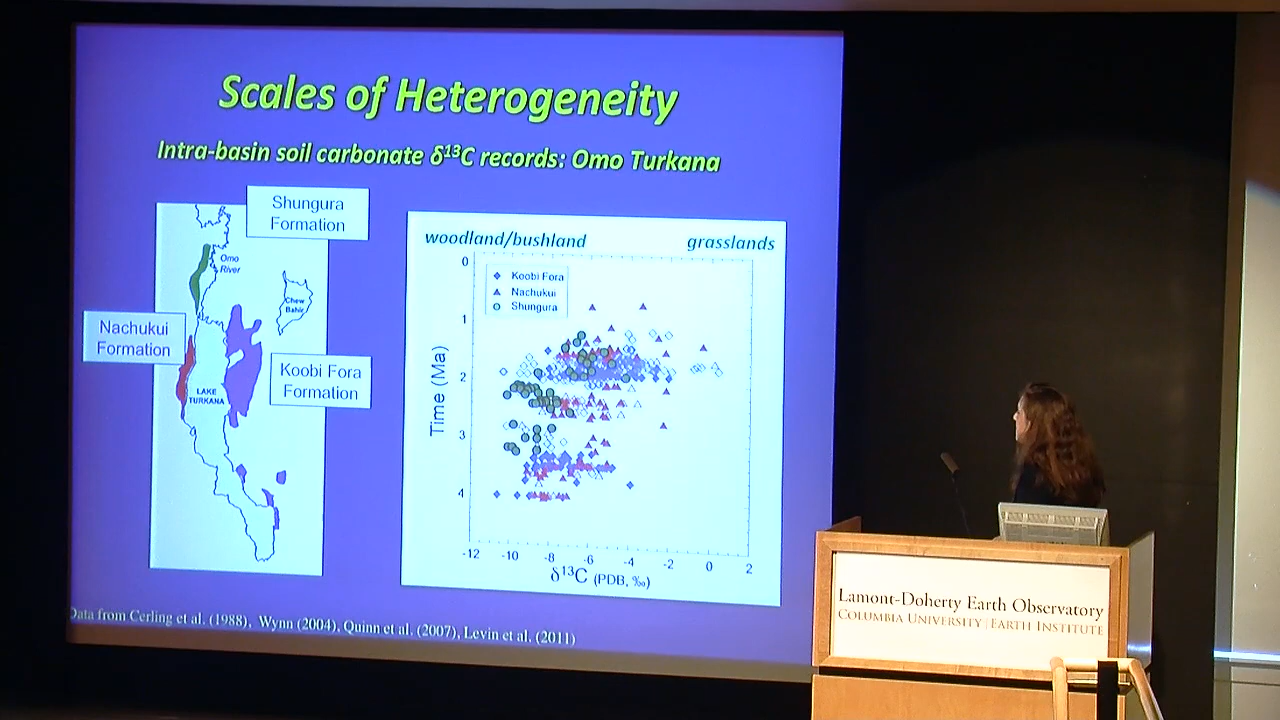 Scales of Heterogeneity
Intra-basin soil carbonate δ¹³C records: Omo Turkana
Shungura
Formation
Omo
River
Chew
Bahir
Nachukui
Formation
Koobi Fora
Formation
LAKE
TURKANA
woodland/bushland grasslands
Koobi Fora
Nachukui
Shungura
Time (Ma)
0
1
2
3
4
-12 -10 -8 -6 -4 -2 0 2
δ¹³C (PDB, ‰)
Data from Cerling et al. (1988), Wynn (2004), Quinn et al. (2007), Levin et al. (2011)
Lamont-Doherty Earth Observatory
COLUMBIA UNIVERSITY | EARTH INSTITUTE